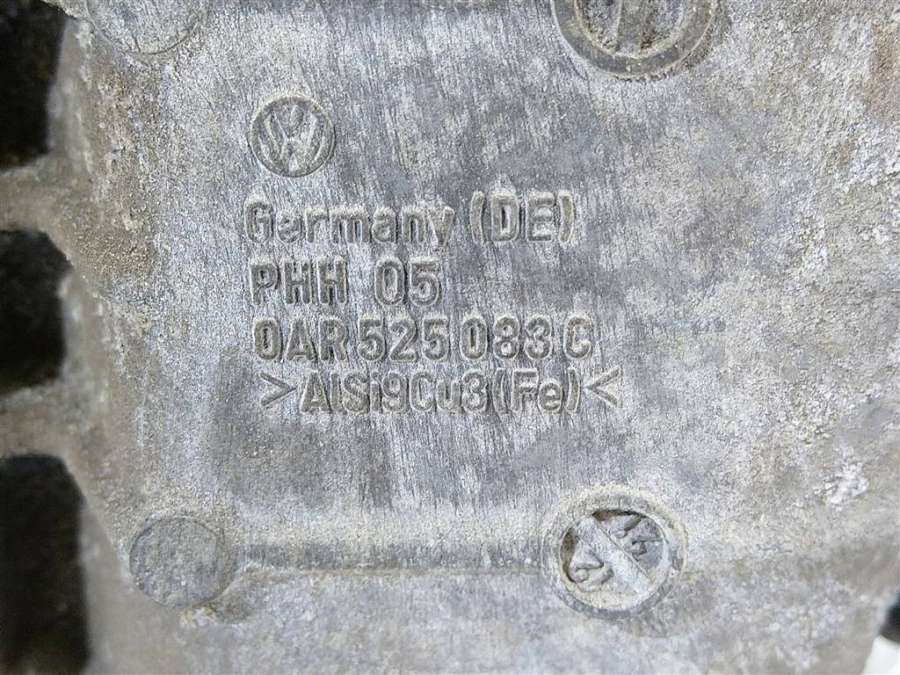 Germany (DE)
PHH 05
0AR 525 083 C
>AlSi9Cu3(Fe)<